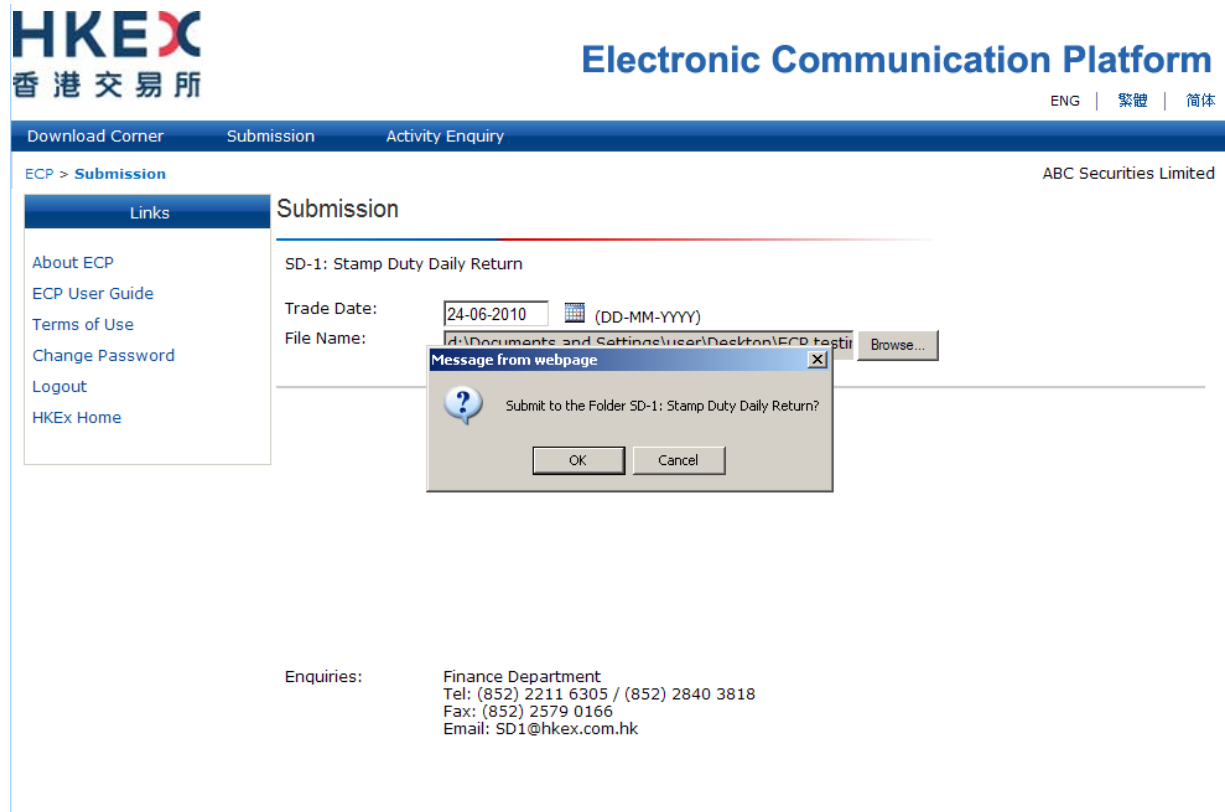 HKEX
香港交易所
Electronic Communication Platform
ENG | 繁體 | 简体
Download Corner Submission Activity Enquiry
ECP > Submission ABC Securities Limited
Links
About ECP
ECP User Guide
Terms of Use
Change Password
Logout
HKEx Home
Submission
SD-1: Stamp Duty Daily Return
Trade Date: 24-06-2010 (DD-MM-YYYY)
File Name: d:\Documents and Settings\user\Desktop\ECP testin Browse...
Message from webpage
Submit to the Folder SD-1: Stamp Duty Daily Return?
OK Cancel
Enquiries: Finance Department
Tel: (852) 2211 6305 / (852) 2840 3818
Fax: (852) 2579 0166
Email: SD1@hkex.com.hk